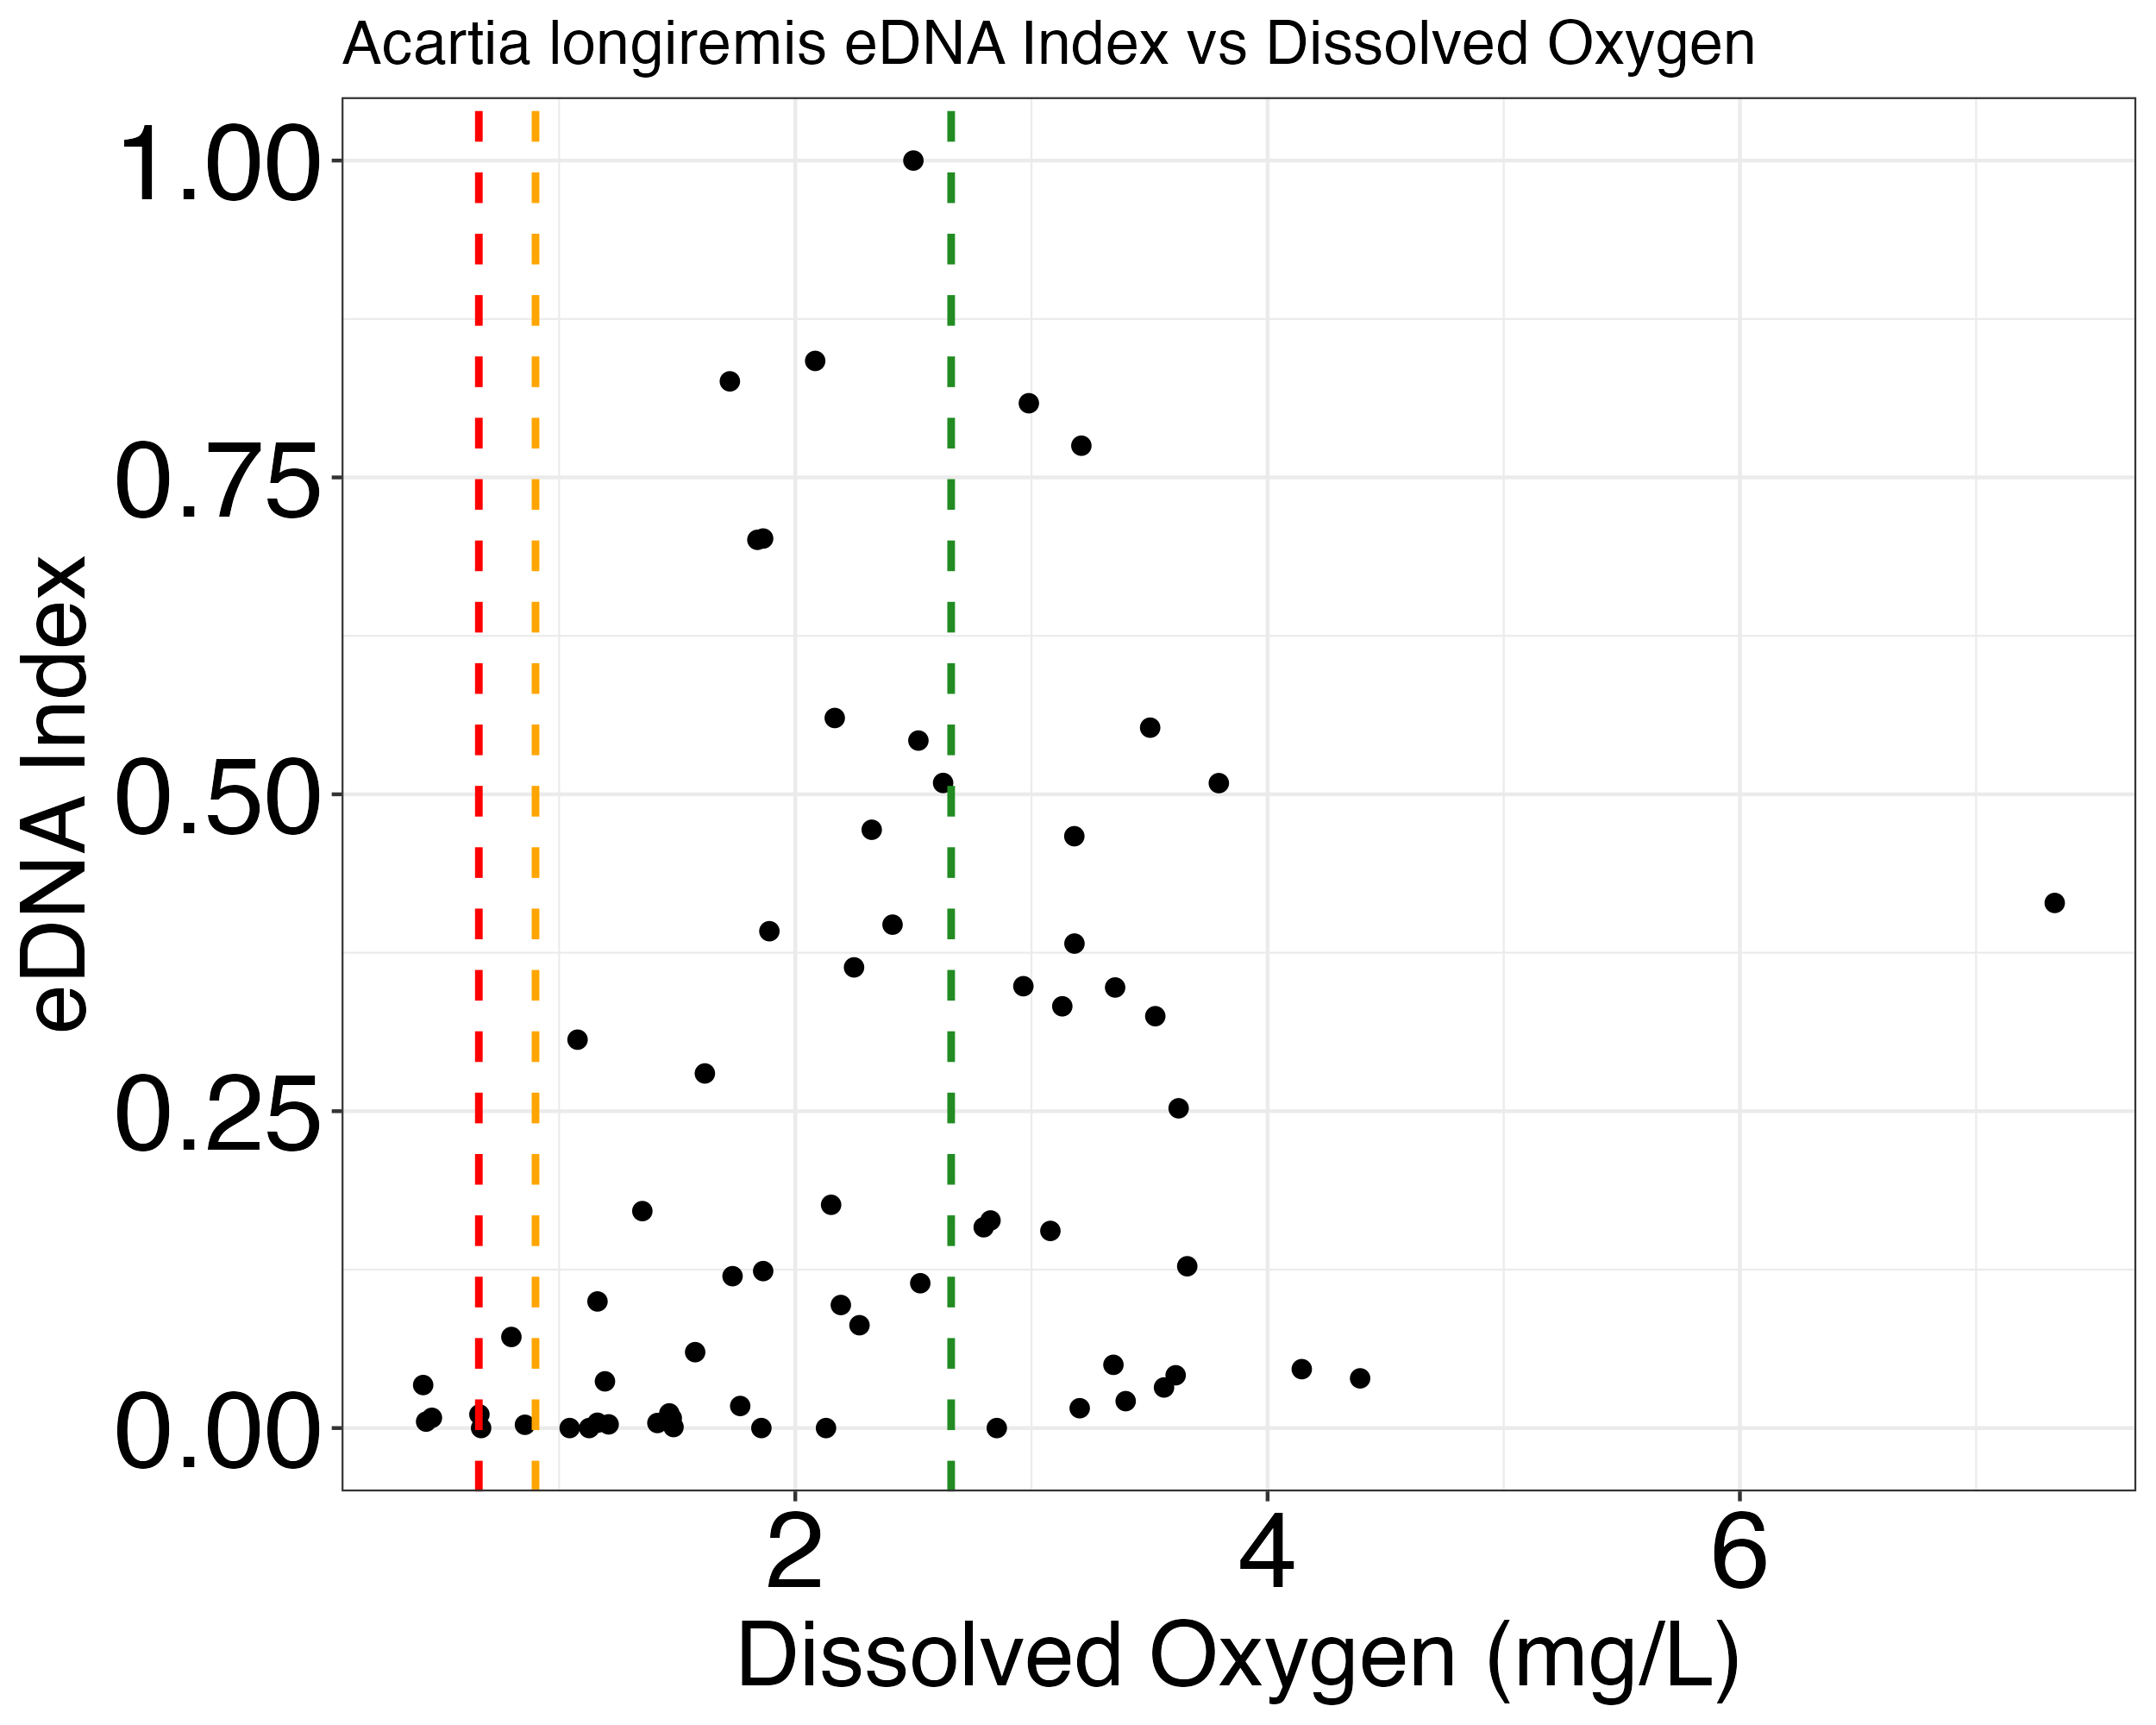 Acartia longiremis eDNA Index vs Dissolved Oxygen
1.00
0.75
0.50
0.25
0.00
eDNA Index
2 4 6
Dissolved Oxygen (mg/L)